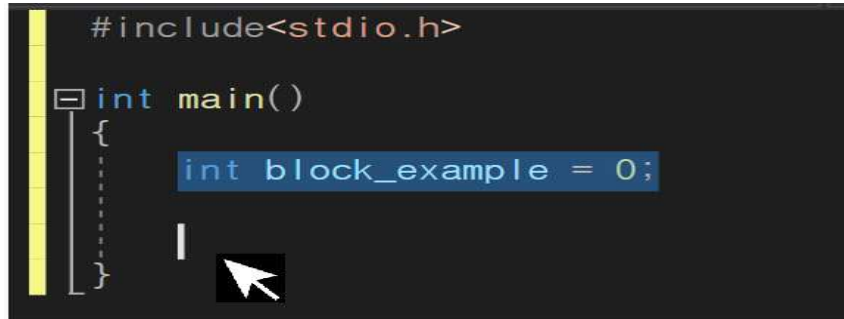 #include<stdio.h>
int main()
{
int block_example = 0;
}